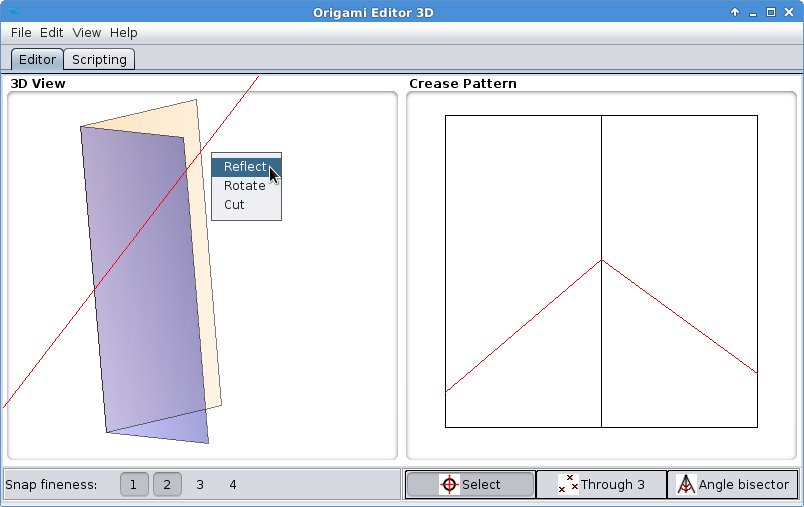 Origami Editor 3D
File Edit View Help
Editor Scripting
3D View
Crease Pattern
Reflect
Rotate
Cut
Snap fineness: 1 2 3 4
Select Through 3 Angle bisector